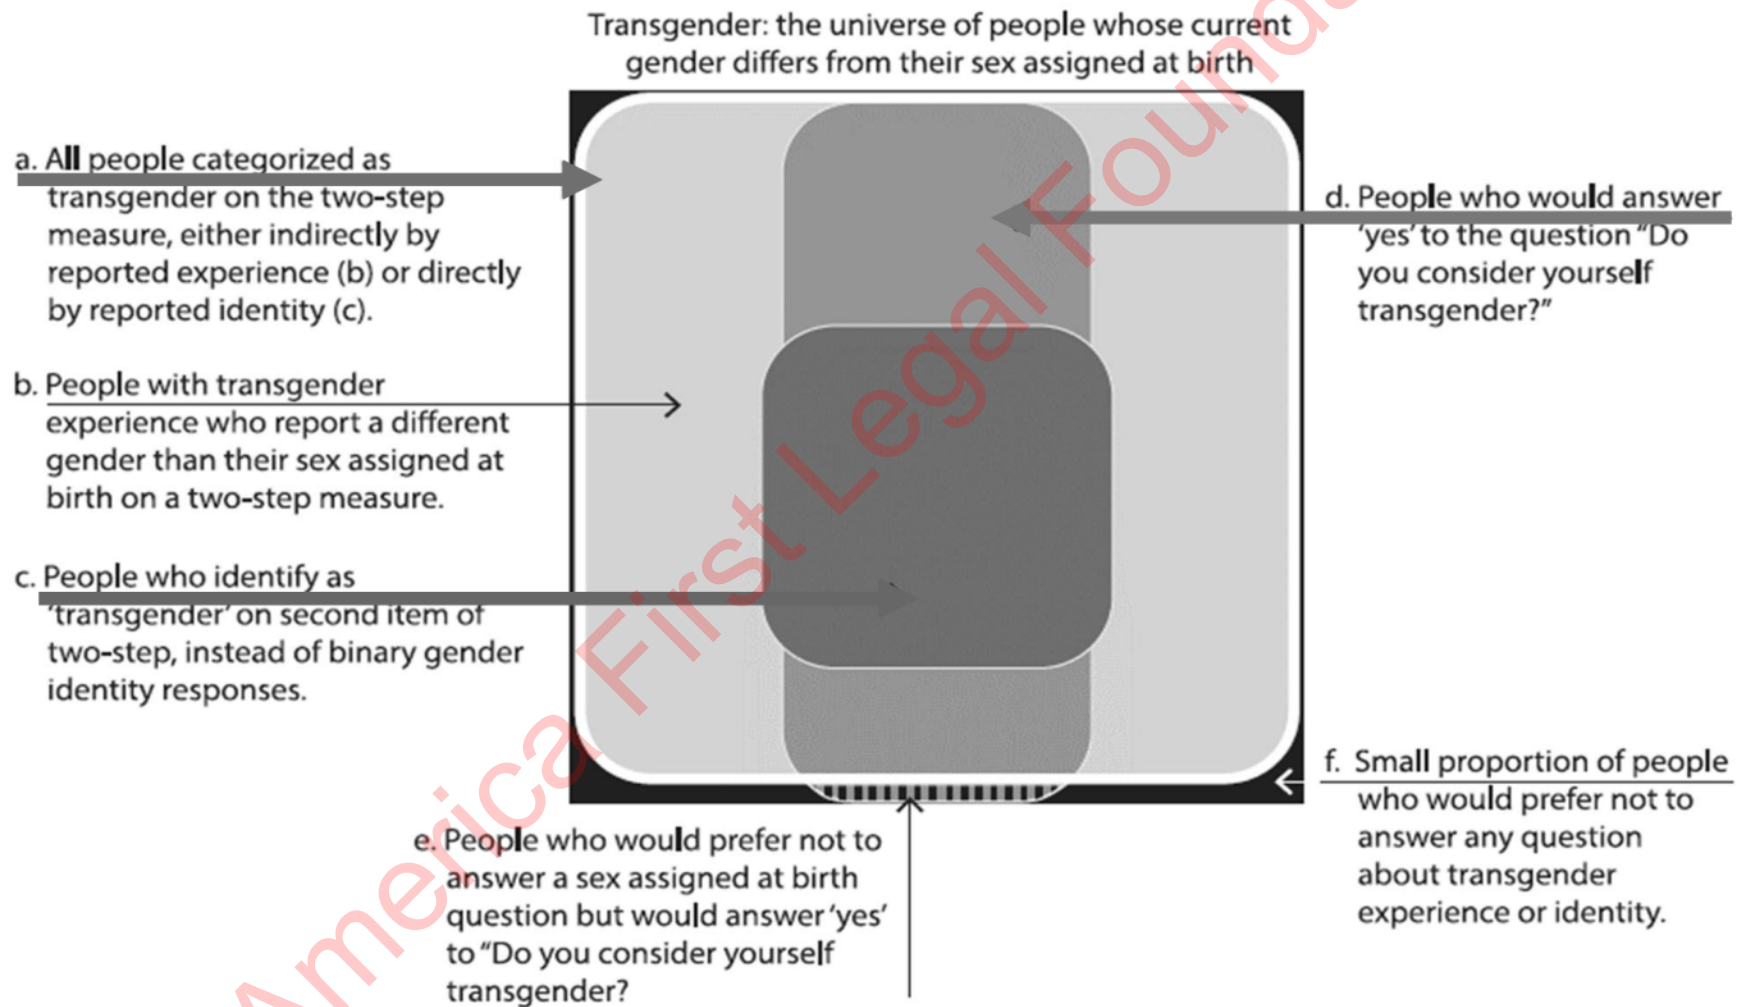 Transgender: the universe of people whose current
gender differs from their sex assigned at birth
a. All people categorized as
transgender on the two-step
measure, either indirectly by
reported experience (b) or directly
by reported identity (c).
b. People with transgender
experience who report a different
gender than their sex assigned at
birth on a two-step measure.
c. People who identify as
'transgender' on second item of
two-step, instead of binary gender
identity responses.
d. People who would answer
'yes' to the question “Do
you consider yourself
transgender?”
e. People who would prefer not to
answer a sex assigned at birth
question but would answer 'yes'
to “Do you consider yourself
transgender?
f. Small proportion of people
who would prefer not to
answer any question
about transgender
experience or identity.
America First Legal Founda